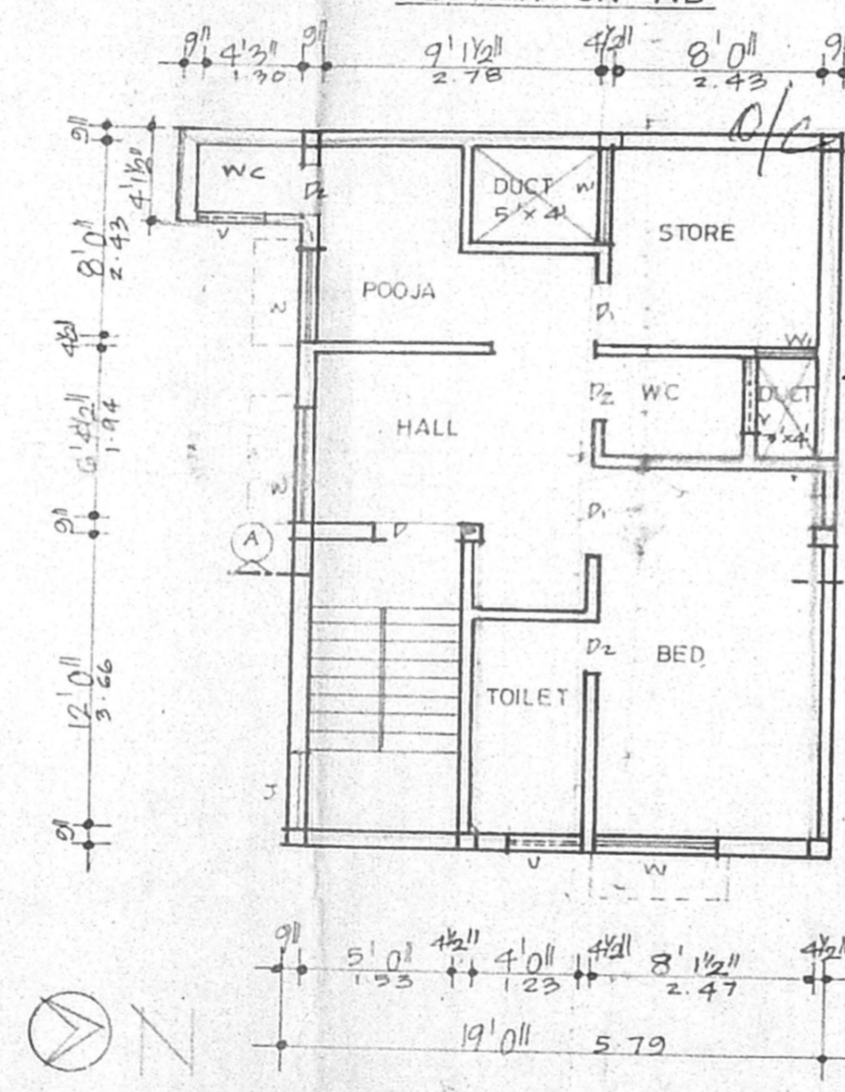 9" 4'3" 9" 9'1½" 4½" 8'0" 9
1.30 2.78 2.43
O/C
9"
4'1½"
8'0"
2.43
4½"
6'4½"
1.94
9"
12'0"
3.66
9"
WC
D2
V
DUCT
5'x4'
W
STORE
POOJA
W
D1
W1
D2
WC
DUCT
V
3'x4'
HALL
W
D
D1
A
D2
BED
TOILET
V
W
9" 5'0" 4½" 4'0" 4½" 8'1½" 4½"
1.53 1.23 2.47
19'0" 5.79
N